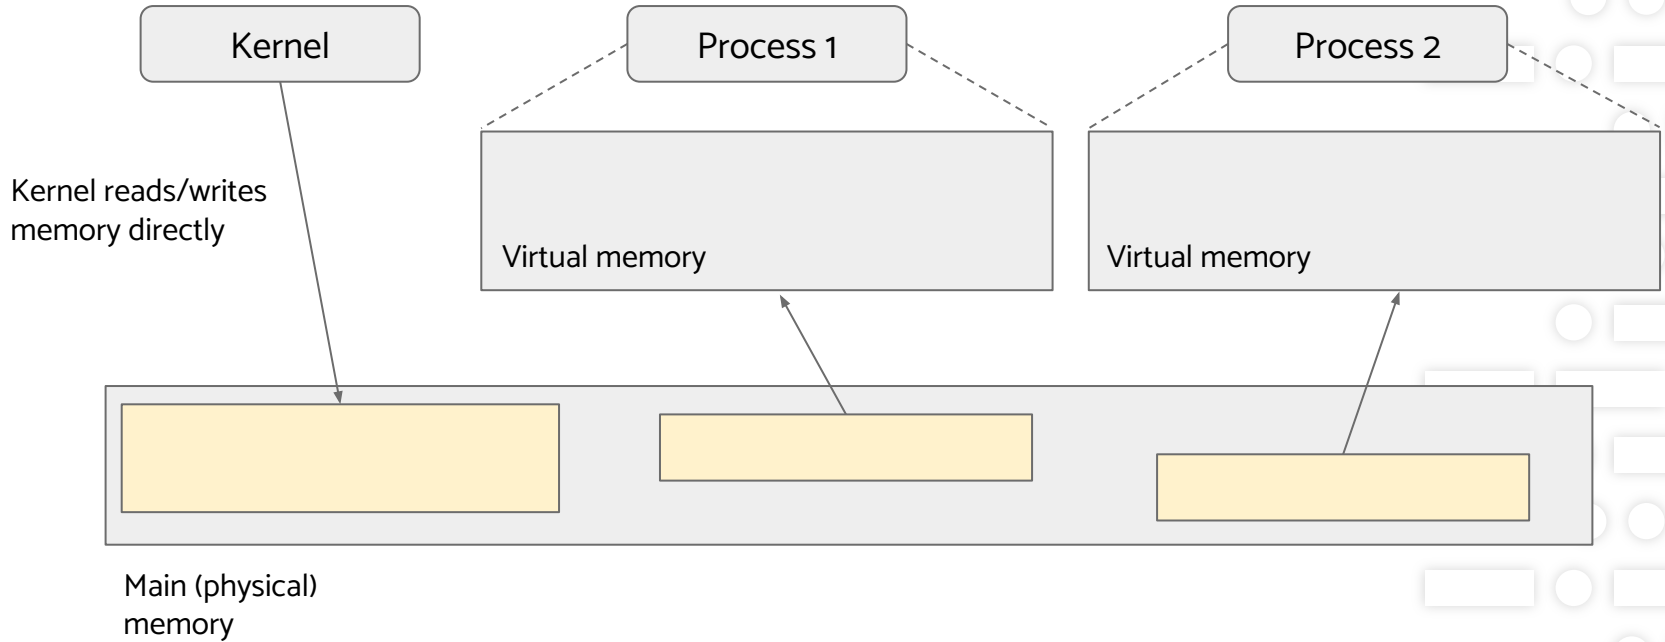 Kernel
Process 1
Process 2
Kernel reads/writes
memory directly
Virtual memory
Virtual memory
Main (physical)
memory